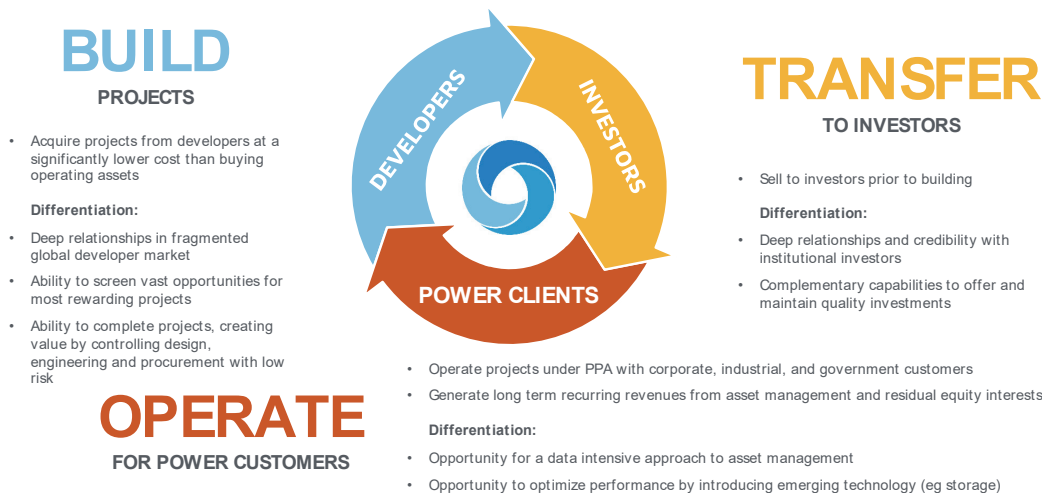 BUILD
PROJECTS
• Acquire projects from developers at a
significantly lower cost than buying
operating assets
Differentiation:
• Deep relationships in fragmented
global developer market
• Ability to screen vast opportunities for
most rewarding projects
• Ability to complete projects, creating
value by controlling design,
engineering and procurement with low
risk
DEVELOPERS
INVESTORS
POWER CLIENTS
TRANSFER
TO INVESTORS
• Sell to investors prior to building
Differentiation:
• Deep relationships and credibility with
institutional investors
• Complementary capabilities to offer and
maintain quality investments
OPERATE
FOR POWER CUSTOMERS
• Operate projects under PPA with corporate, industrial, and government customers
• Generate long term recurring revenues from asset management and residual equity interests
Differentiation:
• Opportunity for a data intensive approach to asset management
• Opportunity to optimize performance by introducing emerging technology (eg storage)